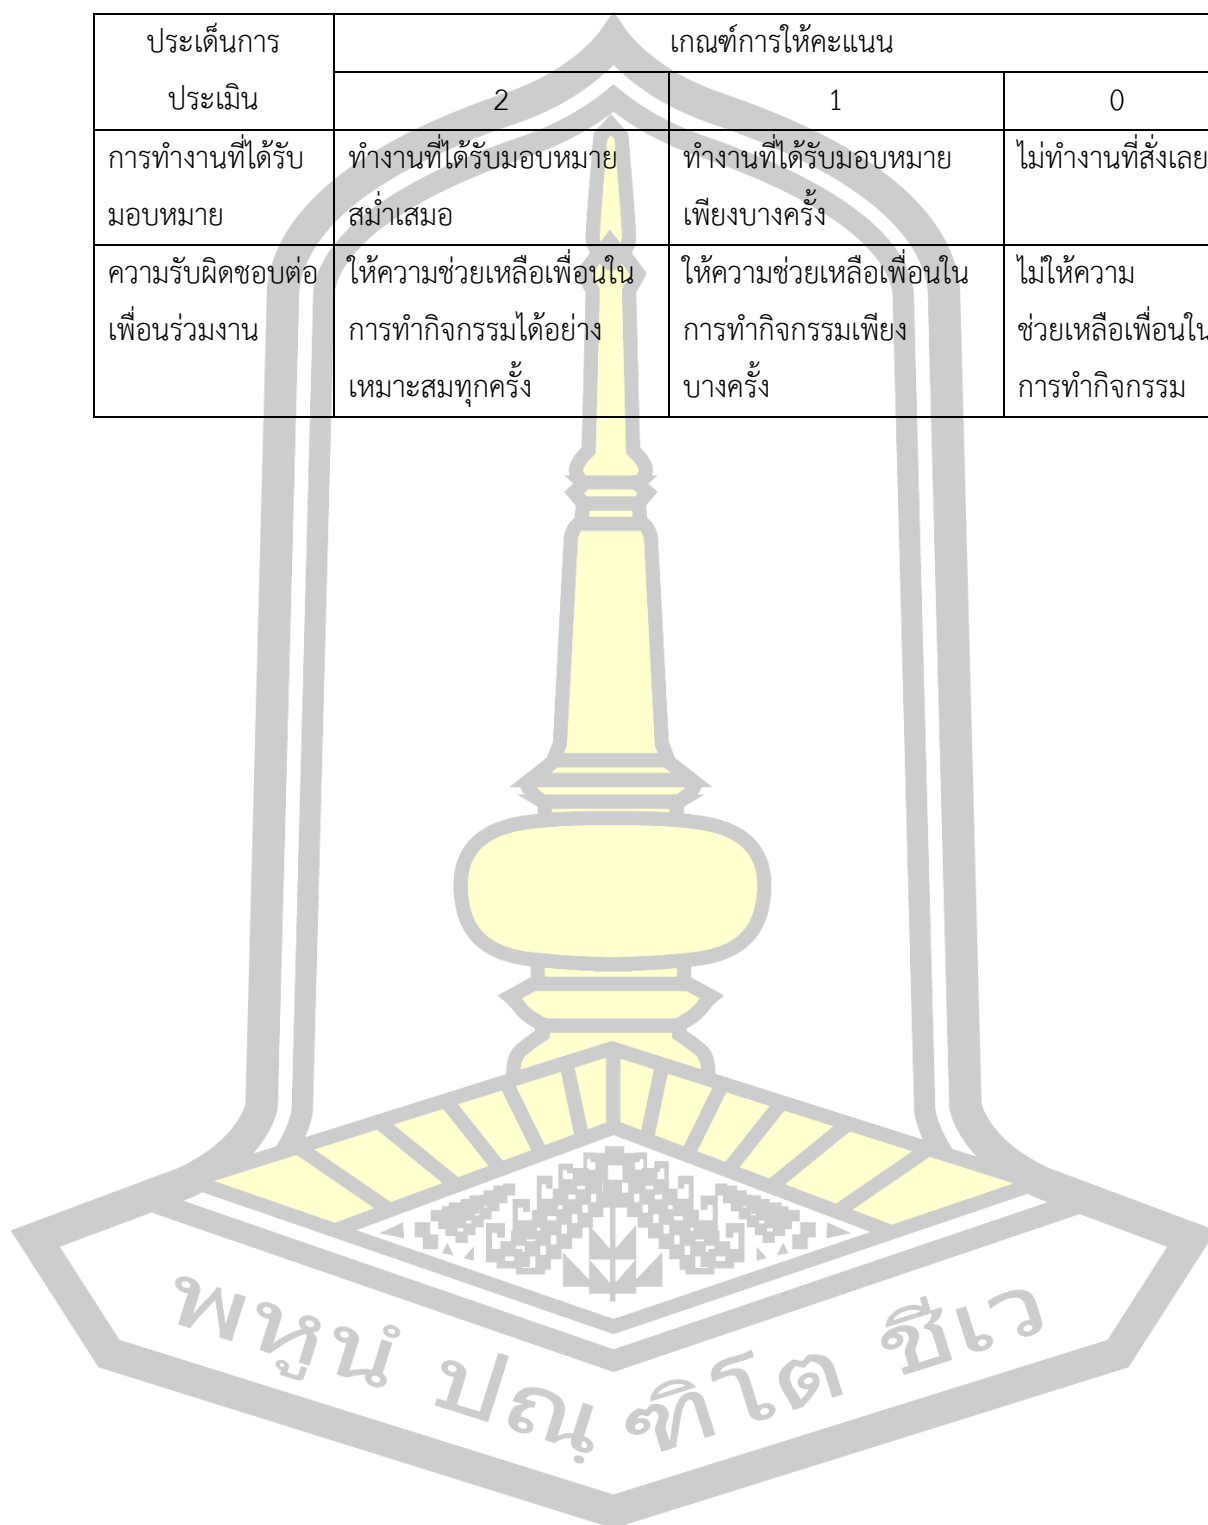 ประเด็นการ
ประเมิน
เกณฑ์การให้คะแนน
2 1 0
การทำงานที่ได้รับ
มอบหมาย
ทำงานที่ได้รับมอบหมาย
สม่ำเสมอ
ทำงานที่ได้รับมอบหมาย
เพียงบางครั้ง
ไม่ทำงานที่สั่งเลย
ความรับผิดชอบต่อ
เพื่อนร่วมงาน
ให้ความช่วยเหลือเพื่อนใน
การทำกิจกรรมได้อย่าง
เหมาะสมทุกครั้ง
ให้ความช่วยเหลือเพื่อนใน
การทำกิจกรรมเพียง
บางครั้ง
ไม่ให้ความ
ช่วยเหลือเพื่อนใน
การทำกิจกรรม
พหูนํ ปณฺฑิโต ชีเว